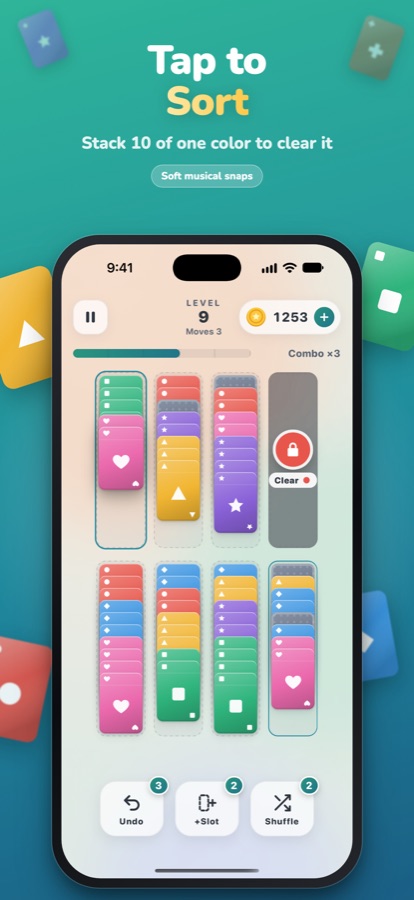 Tap to
Sort
Stack 10 of one color to clear it
Soft musical snaps
9:41
LEVEL
9
Moves 3
1253
Combo ×3
Clear
3
Undo
2
+Slot
2
Shuffle